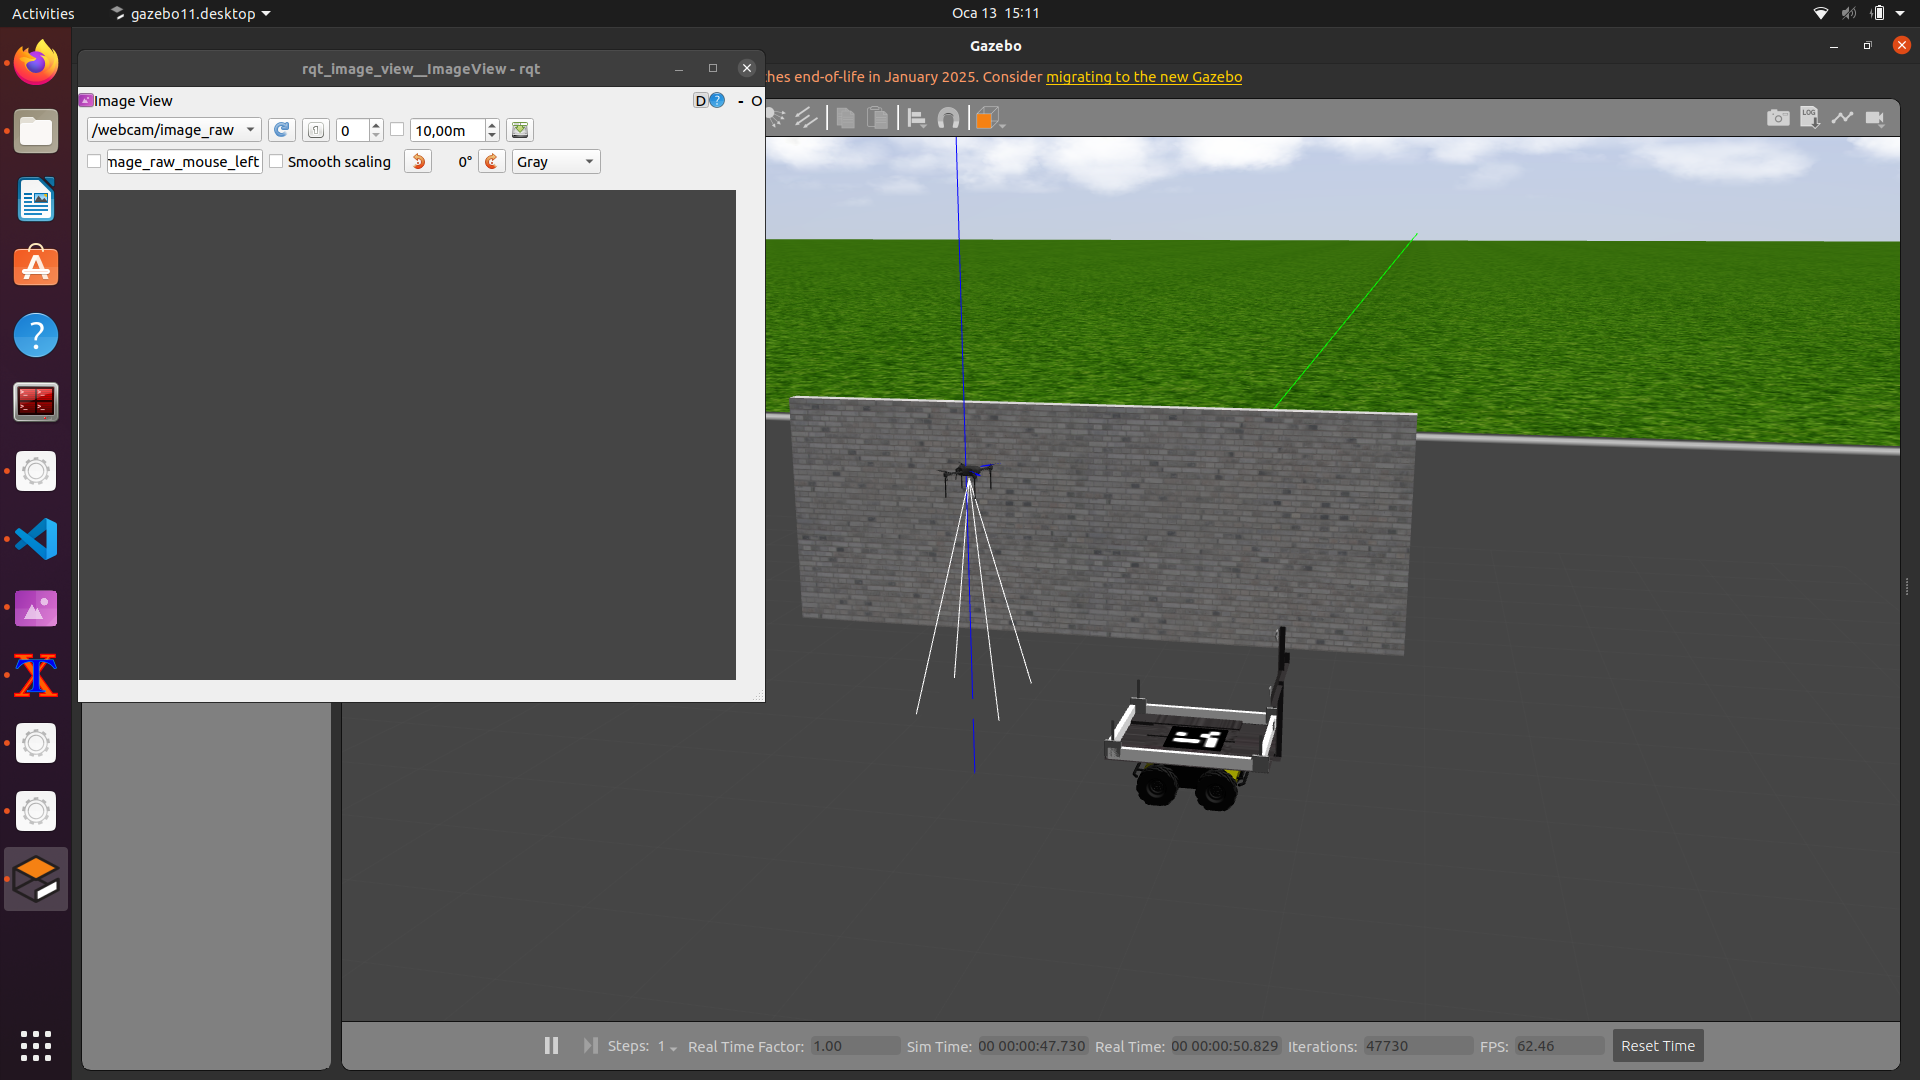 Activities
gazebo11.desktop
Oca 13 15:11
Gazebo
hes end-of-life in January 2025. Consider migrating to the new Gazebo
rqt_image_view__ImageView - rqt
Image View
D
?
- O
/webcam/image_raw
0
10,00m
mage_raw_mouse_left
Smooth scaling
0°
Gray
LOG
Steps: 1
Real Time Factor: 1.00
Sim Time: 00 00:00:47.730
Real Time: 00 00:00:50.829
Iterations: 47730
FPS: 62.46
Reset Time